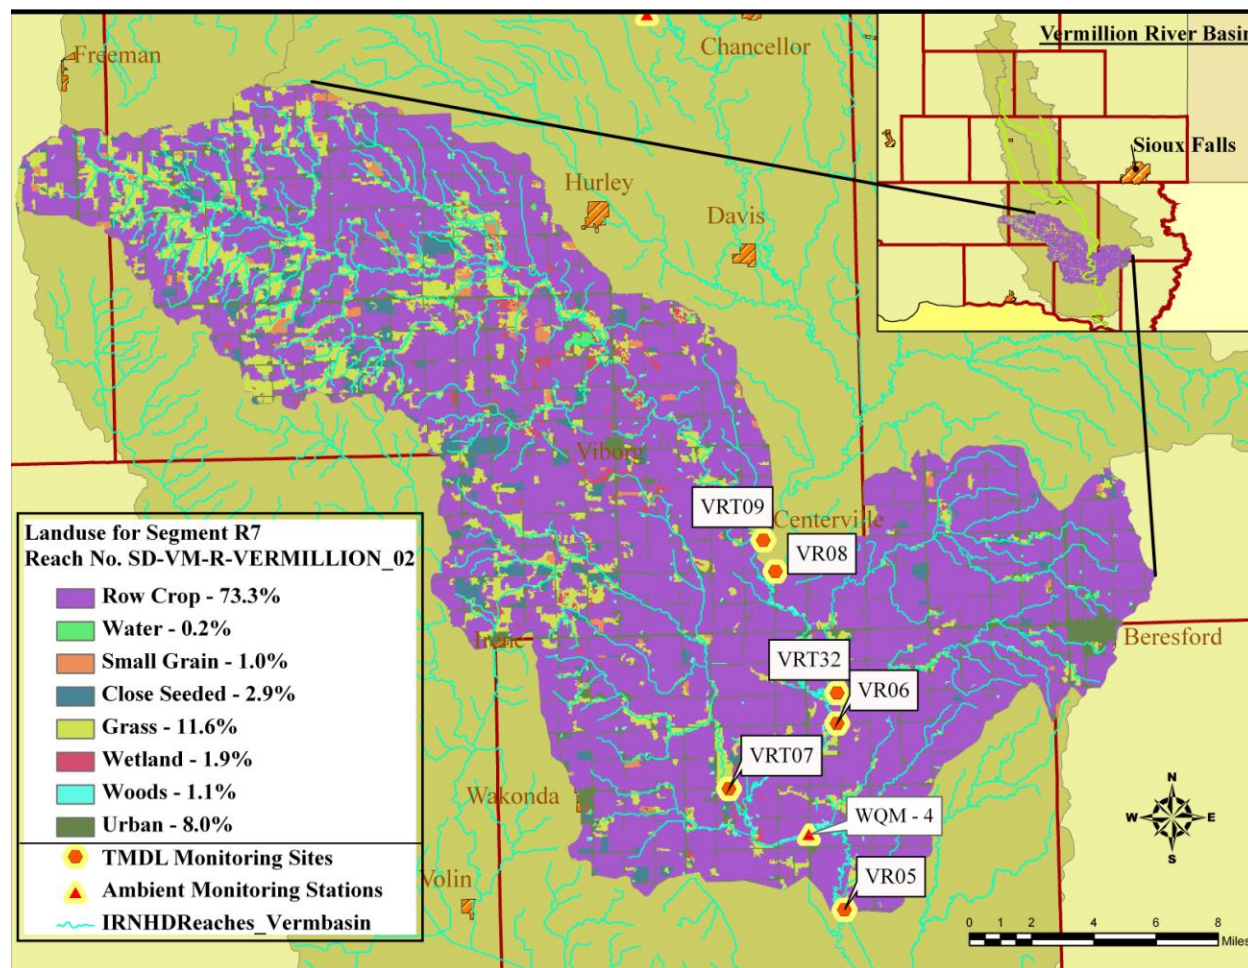 Vermillion River Basin
Sioux Falls
Freeman
Chancellor
Hurley
Davis
Viborg
VRT09
Centerville
VR08
Irene
Beresford
VRT32
VR06
VRT07
Wakonda
WQM - 4
Volin
VR05
Landuse for Segment R7
Reach No. SD-VM-R-VERMILLION_02
Row Crop - 73.3%
Water - 0.2%
Small Grain - 1.0%
Close Seeded - 2.9%
Grass - 11.6%
Wetland - 1.9%
Woods - 1.1%
Urban - 8.0%
TMDL Monitoring Sites
Ambient Monitoring Stations
IRNHDReaches_Vermbasin
N
W E
S
0 2 4 6 8
Miles